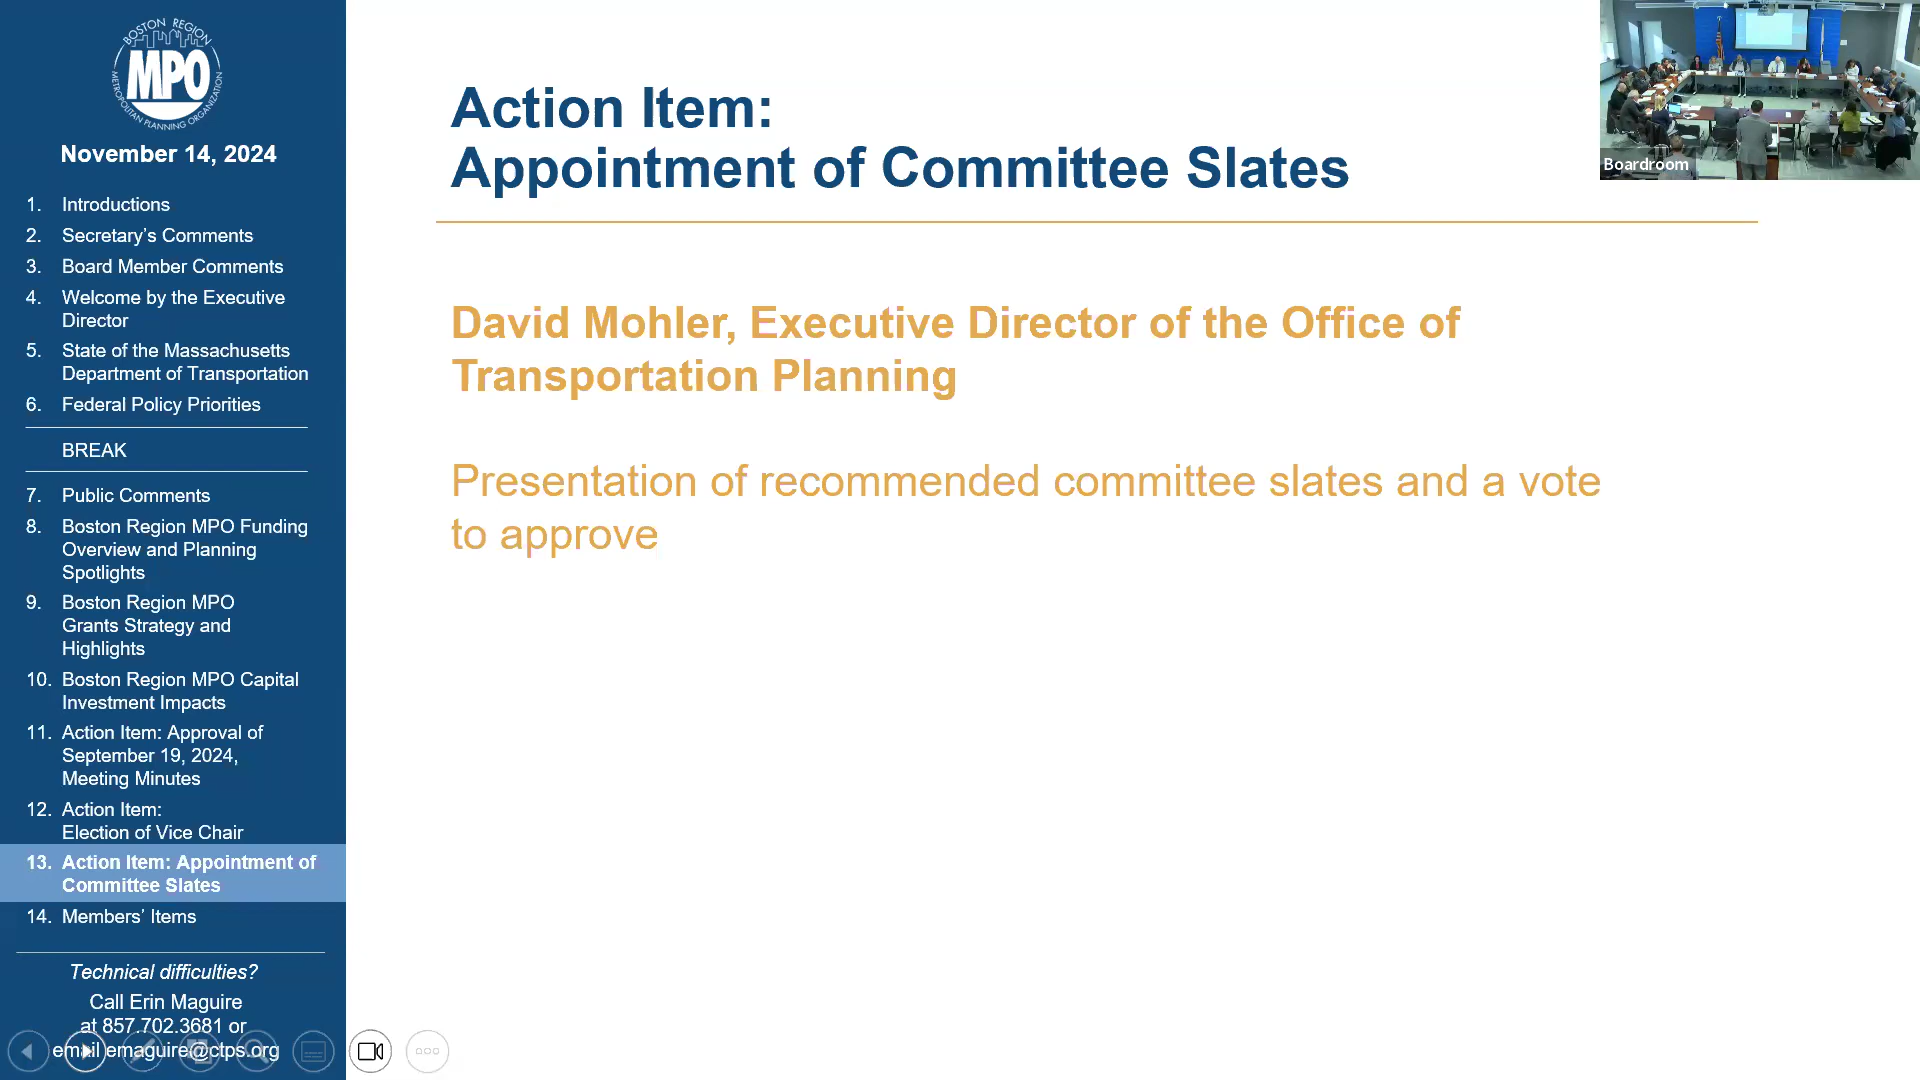 BOSTON REGION
MPO
METROPOLITAN PLANNING ORGANIZATION
November 14, 2024
1. Introductions
2. Secretary’s Comments
3. Board Member Comments
4. Welcome by the Executive
Director
5. State of the Massachusetts
Department of Transportation
6. Federal Policy Priorities
BREAK
7. Public Comments
8. Boston Region MPO Funding
Overview and Planning
Spotlights
9. Boston Region MPO
Grants Strategy and
Highlights
10. Boston Region MPO Capital
Investment Impacts
11. Action Item: Approval of
September 19, 2024,
Meeting Minutes
12. Action Item:
Election of Vice Chair
13. Action Item: Appointment of
Committee Slates
14. Members’ Items
Technical difficulties?
Call Erin Maguire
at 857.702.3681 or
email emaguire@ctps.org
Action Item:
Appointment of Committee Slates
David Mohler, Executive Director of the Office of
Transportation Planning
Presentation of recommended committee slates and a vote
to approve
Boardroom